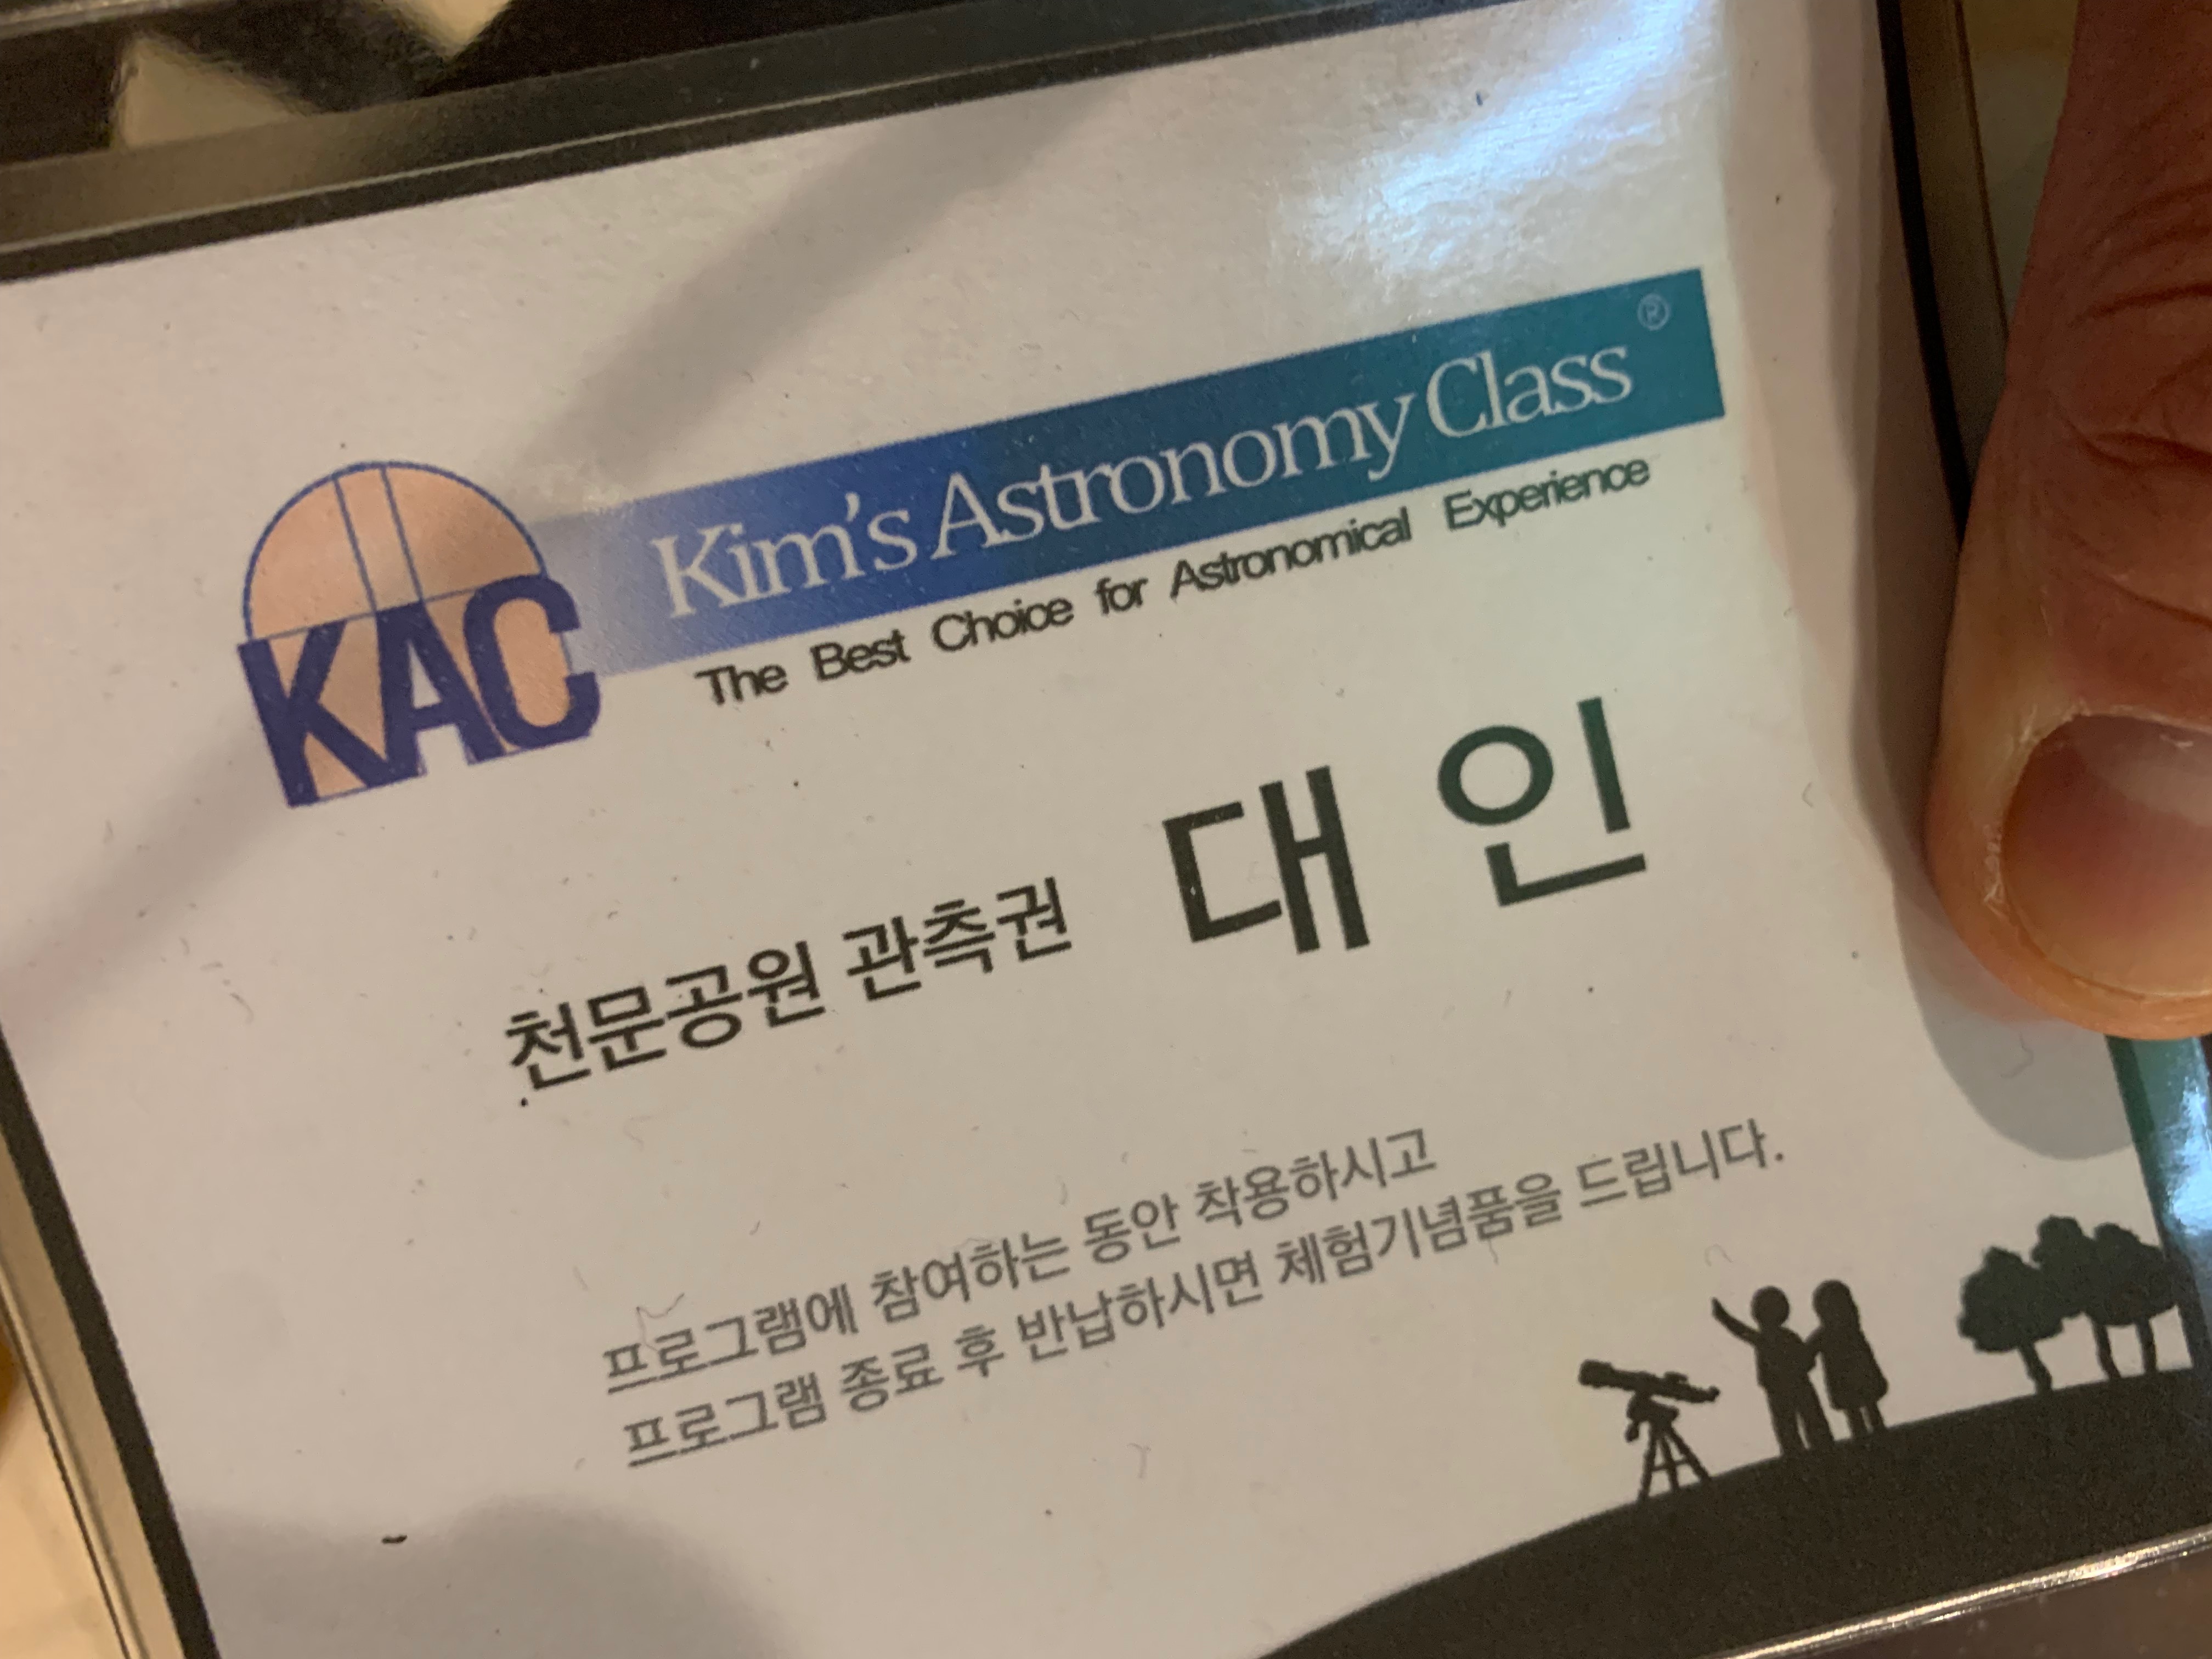 KAC
Kim's Astronomy Class ®
The Best Choice for Astronomical Experience
천문공원 관측권 대 인
프로그램에 참여하는 동안 착용하시고
프로그램 종료 후 반납하시면 체험기념품을 드립니다.